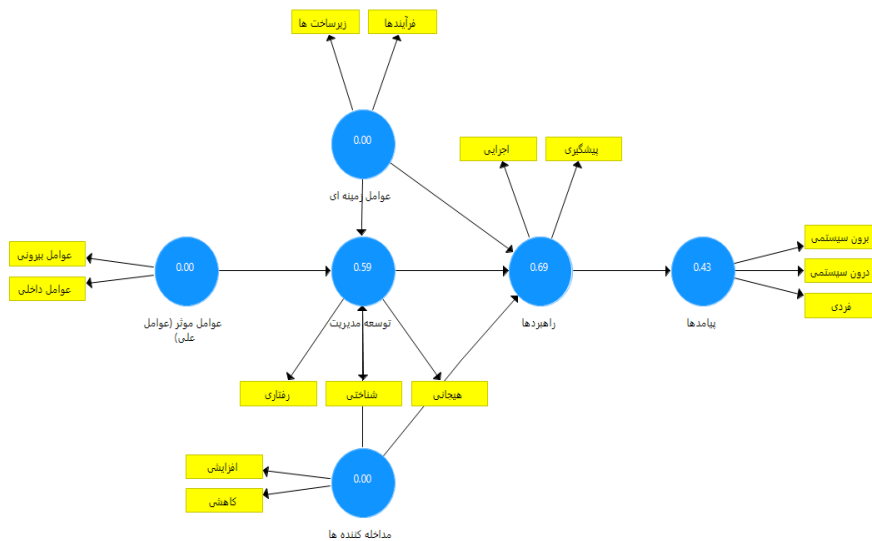 زیرساخت ها
فرآیندها
0.00
عوامل زمینه ای
اجرایی
پیشگیری
عوامل بیرونی
عوامل داخلی
0.00
عوامل موثر (عوامل
علی)
0.59
توسعه مدیریت
0.69
راهبردها
0.43
پیامدها
برون سیستمی
درون سیستمی
فردی
رفتاری
شناختی
هیجانی
افزایشی
کاهشی
0.00
مداخله کننده ها